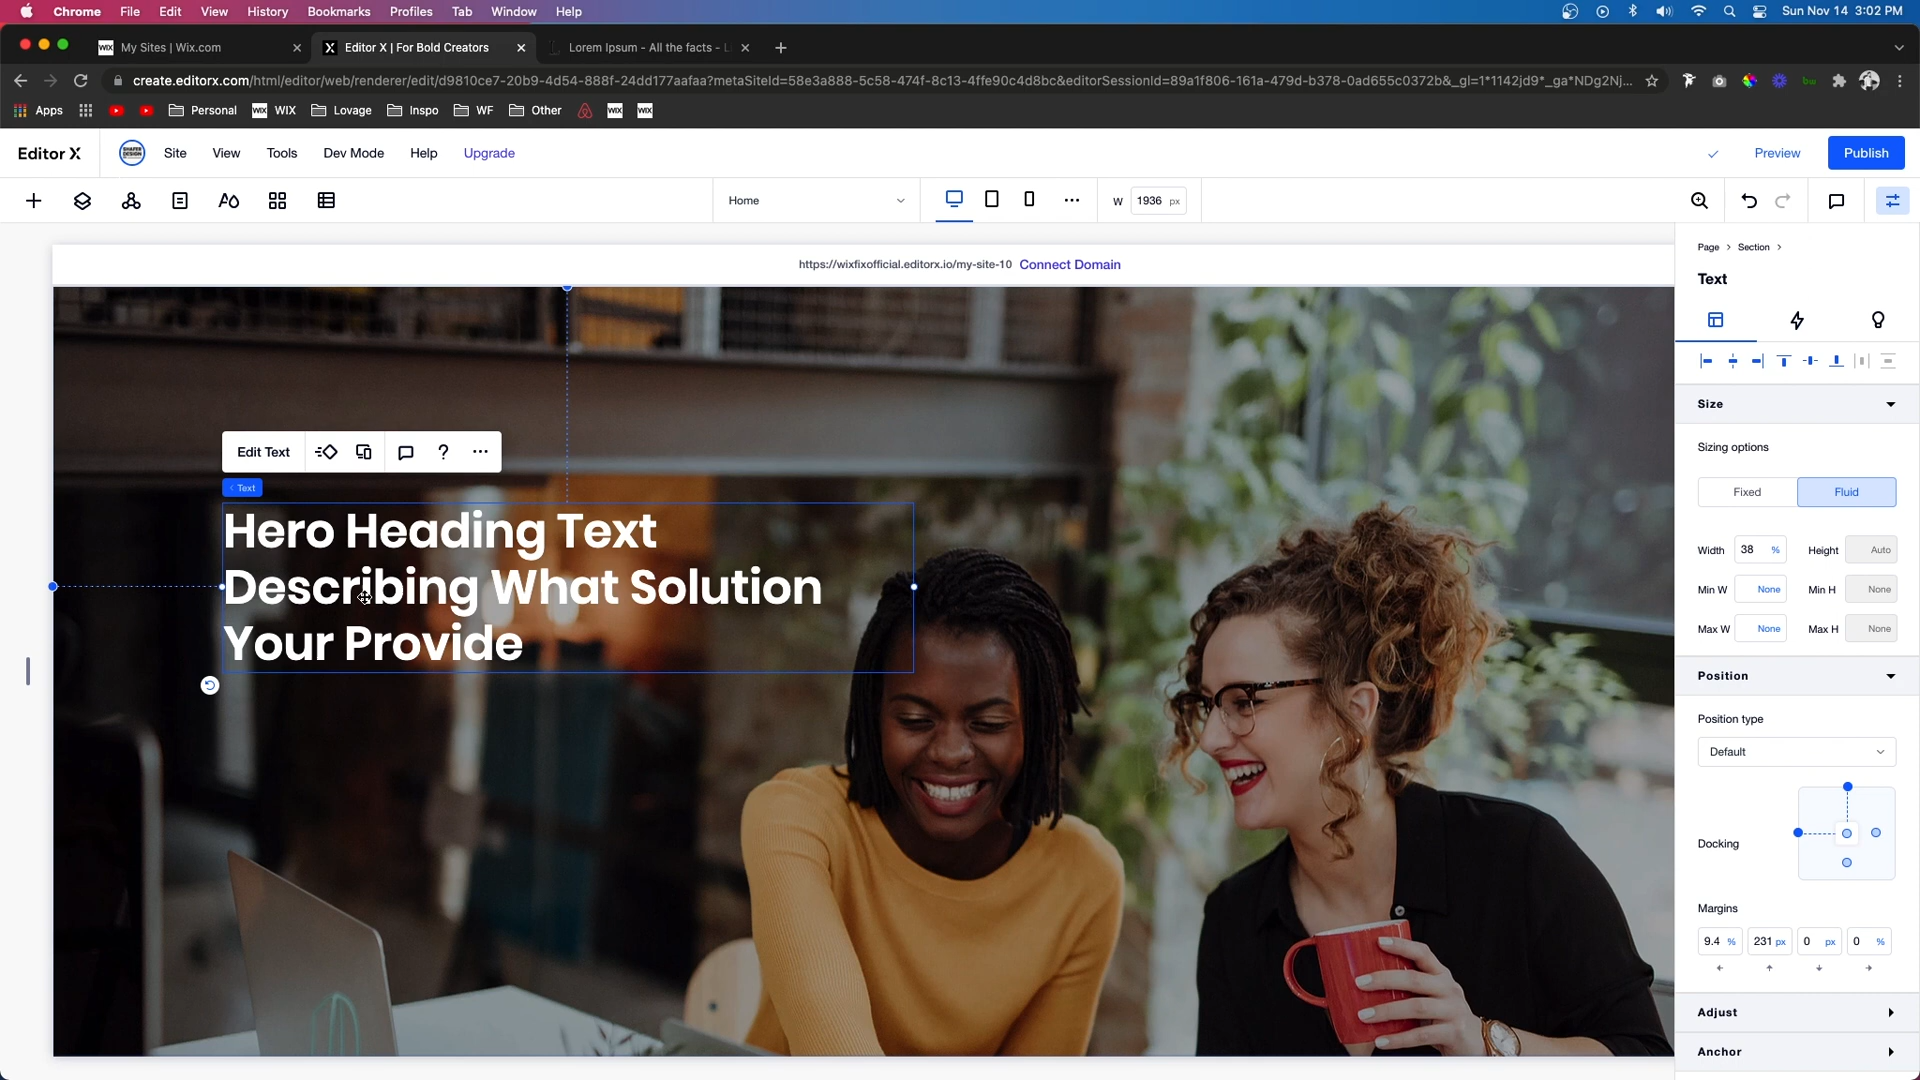 Chrome File Edit View History Bookmarks Profiles Tab Window Help Sun Nov 14 3:02 PM
WIX My Sites | Wix.com X Editor X | For Bold Creators Lorem Ipsum - All the facts - L
create.editorx.com/html/editor/web/renderer/edit/d9810ce7-20b9-4d54-888f-24dd177aafaa?metaSiteId=58e3a888-5c58-474f-8c13-4ffe90c4d8bc&editorSessionId=89a1f806-161a-479d-b378-0ad655c0372b&_gl=1*1142jd9*_ga*NDg2Nj...
Apps Personal WIX WIX Lovage Inspo WF Other WIX WIX
Editor X Site View Tools Dev Mode Help Upgrade Preview Publish
Home W 1936 px
https://wixfixofficial.editorx.io/my-site-10 Connect Domain
Page > Section >
Text
Size
Sizing options
Fixed Fluid
Width 38 % Height Auto
Min W None Min H None
Max W None Max H None
Position
Position type
Default
Docking
Margins
9.4 % 231 px 0 px 0 %
Adjust
Anchor
Edit Text ?
< Text
Hero Heading Text
Describing What Solution
Your Provide